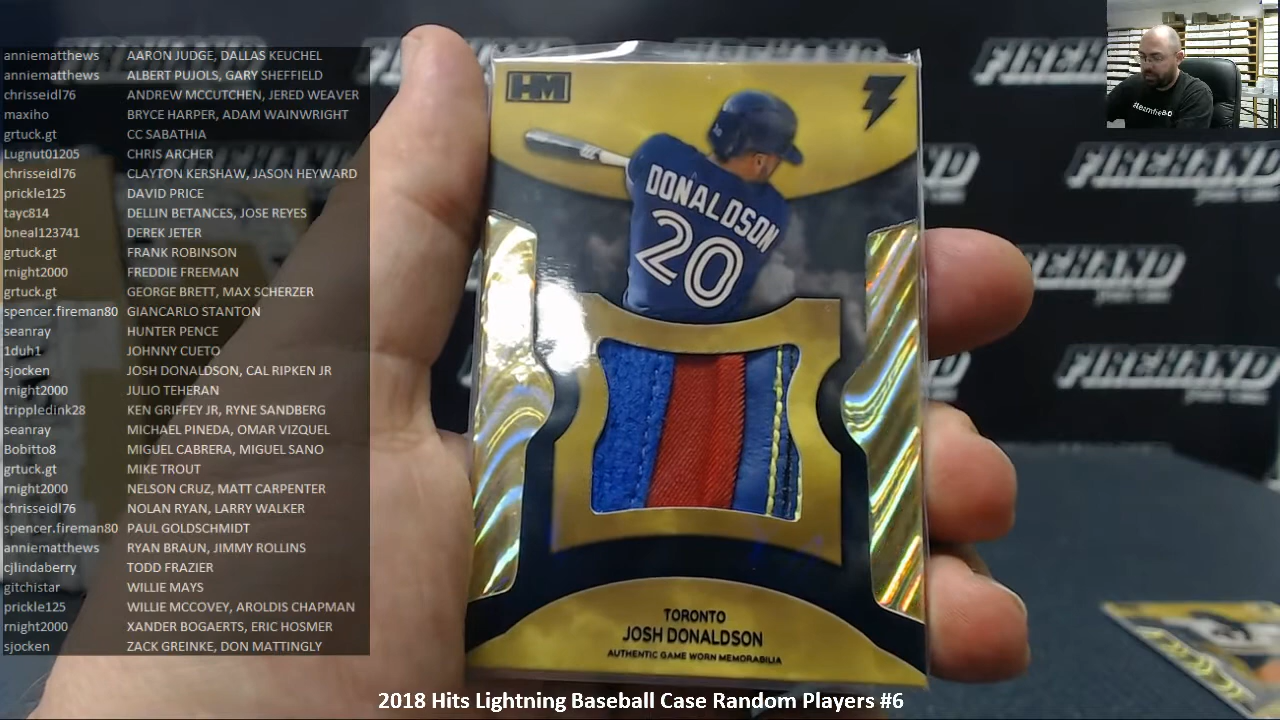 anniematthews AARON JUDGE, DALLAS KEUCHEL
anniematthews ALBERT PUJOLS, GARY SHEFFIELD
chrisseidl76 ANDREW MCCUTCHEN, JERED WEAVER
maxiho BRYCE HARPER, ADAM WAINWRIGHT
grtuck.gt CC SABATHIA
Lugnut01205 CHRIS ARCHER
chrisseidl76 CLAYTON KERSHAW, JASON HEYWARD
prickle125 DAVID PRICE
tayc814 DELLIN BETANCES, JOSE REYES
bneal123741 DEREK JETER
grtuck.gt FRANK ROBINSON
rnight2000 FREDDIE FREEMAN
grtuck.gt GEORGE BRETT, MAX SCHERZER
spencer.fireman80 GIANCARLO STANTON
seanray HUNTER PENCE
1duh1 JOHNNY CUETO
sjocken JOSH DONALDSON, CAL RIPKEN JR
rnight2000 JULIO TEHERAN
trippledink28 KEN GRIFFEY JR, RYNE SANDBERG
seanray MICHAEL PINEDA, OMAR VIZQUEL
Bobitto8 MIGUEL CABRERA, MIGUEL SANO
grtuck.gt MIKE TROUT
rnight2000 NELSON CRUZ, MATT CARPENTER
chrisseidl76 NOLAN RYAN, LARRY WALKER
spencer.fireman80 PAUL GOLDSCHMIDT
anniematthews RYAN BRAUN, JIMMY ROLLINS
cjlindaberry TODD FRAZIER
gitchistar WILLIE MAYS
prickle125 WILLIE MCCOVEY, AROLDIS CHAPMAN
rnight2000 XANDER BOGAERTS, ERIC HOSMER
sjocken ZACK GREINKE, DON MATTINGLY
HM
DONALDSON
20
TORONTO
JOSH DONALDSON
AUTHENTIC GAME WORN MEMORABILIA
FIREHAND
FIREHAND
FIREHAND
FIREHAND
2018 Hits Lightning Baseball Case Random Players #6